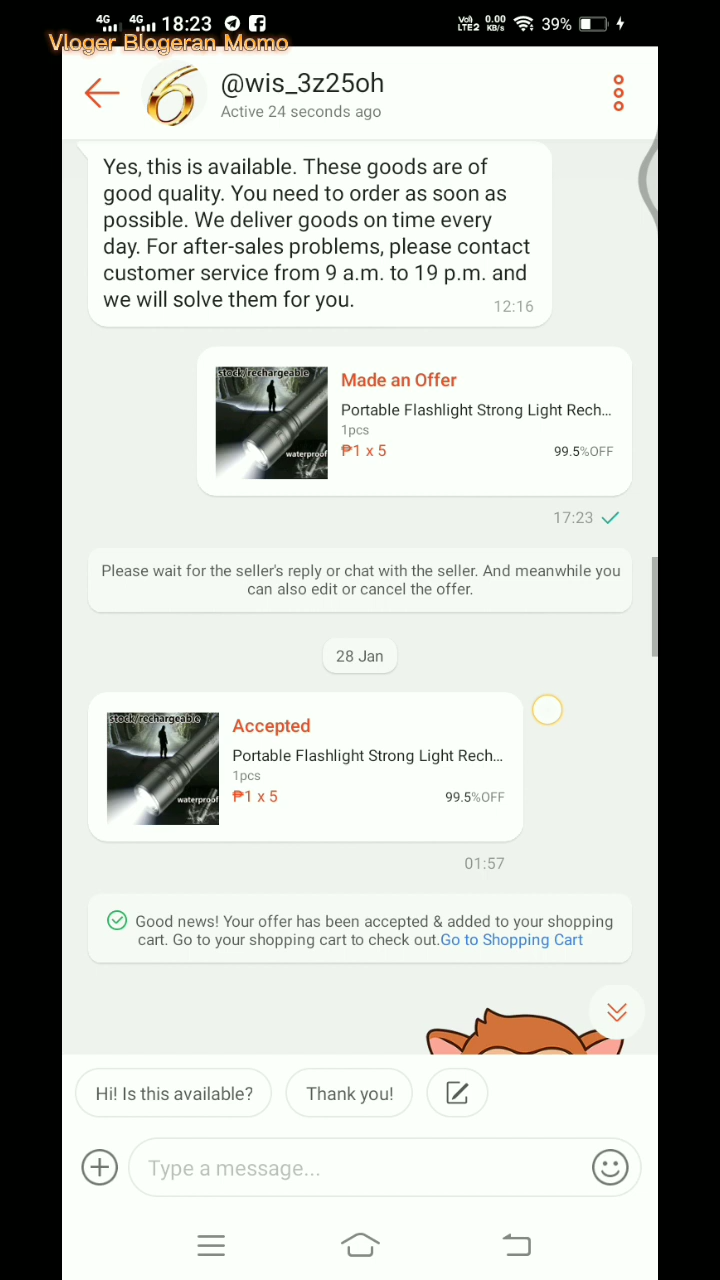 4G 4G 18:23 Vo) LTE2 0.00 KB/s 39%
Vloger Blogeran Momo
@wis_3z25oh
Active 24 seconds ago
Yes, this is available. These goods are of
good quality. You need to order as soon as
possible. We deliver goods on time every
day. For after-sales problems, please contact
customer service from 9 a.m. to 19 p.m. and
we will solve them for you.
12:16
stock/rechargeable
waterproof
Made an Offer
Portable Flashlight Strong Light Rech...
1pcs
₱1 x 5 99.5%OFF
17:23
Please wait for the seller's reply or chat with the seller. And meanwhile you
can also edit or cancel the offer.
28 Jan
stock/rechargeable
waterproof
Accepted
Portable Flashlight Strong Light Rech...
1pcs
₱1 x 5 99.5%OFF
01:57
Good news! Your offer has been accepted & added to your shopping
cart. Go to your shopping cart to check out.Go to Shopping Cart
Hi! Is this available? Thank you!
Type a message...